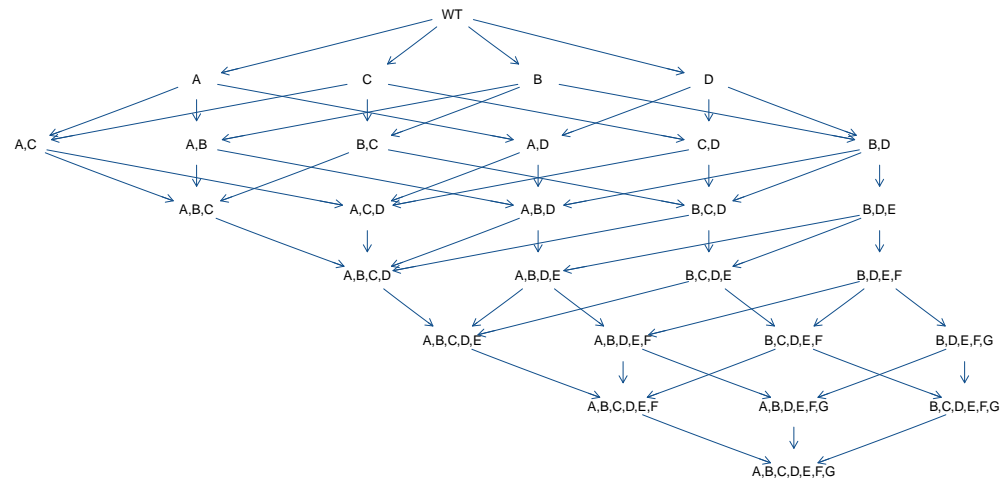 WT
A C B D
A,C A,B B,C A,D C,D B,D
A,B,C A,C,D A,B,D B,C,D B,D,E
A,B,C,D A,B,D,E B,C,D,E B,D,E,F
A,B,C,D,E A,B,D,E,F B,C,D,E,F B,D,E,F,G
A,B,C,D,E,F A,B,D,E,F,G B,C,D,E,F,G
A,B,C,D,E,F,G